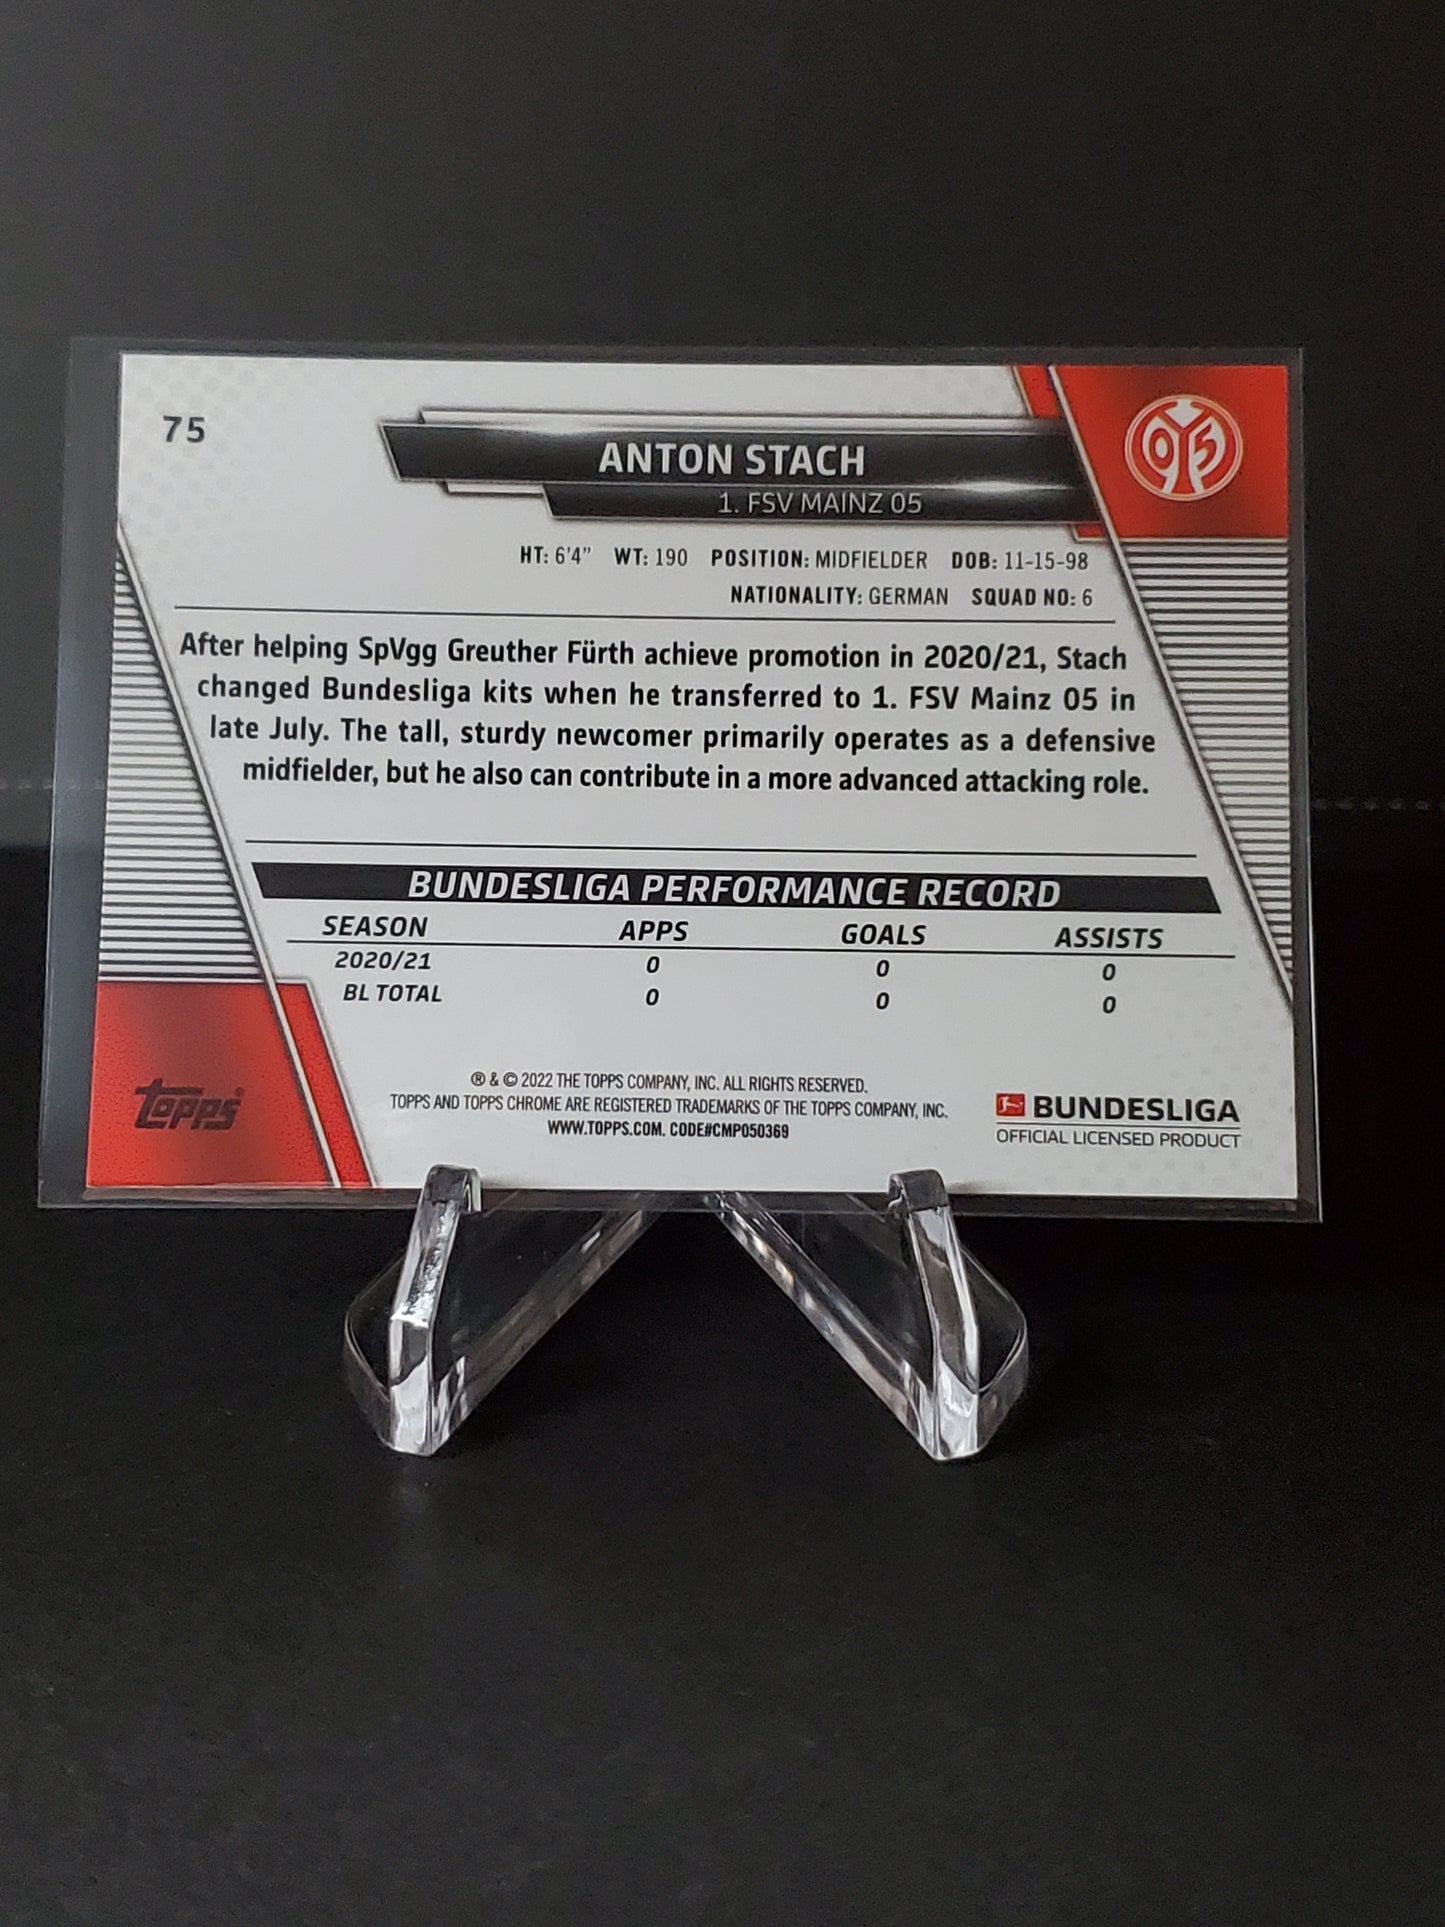 75
ANTON STACH
1. FSV MAINZ 05
HT: 6'4" WT: 190 POSITION: MIDFIELDER DOB: 11-15-98
NATIONALITY: GERMAN SQUAD NO: 6
After helping SpVgg Greuther Fürth achieve promotion in 2020/21, Stach
changed Bundesliga kits when he transferred to 1. FSV Mainz 05 in
late July. The tall, sturdy newcomer primarily operates as a defensive
midfielder, but he also can contribute in a more advanced attacking role.
BUNDESLIGA PERFORMANCE RECORD
SEASON APPS GOALS ASSISTS
2020/21 0 0 0
BL TOTAL 0 0 0
® & © 2022 THE TOPPS COMPANY, INC. ALL RIGHTS RESERVED.
TOPPS AND TOPPS CHROME ARE REGISTERED TRADEMARKS OF THE TOPPS COMPANY, INC.
WWW.TOPPS.COM. CODE#CMP050369
topps®
BUNDESLIGA
OFFICIAL LICENSED PRODUCT
05